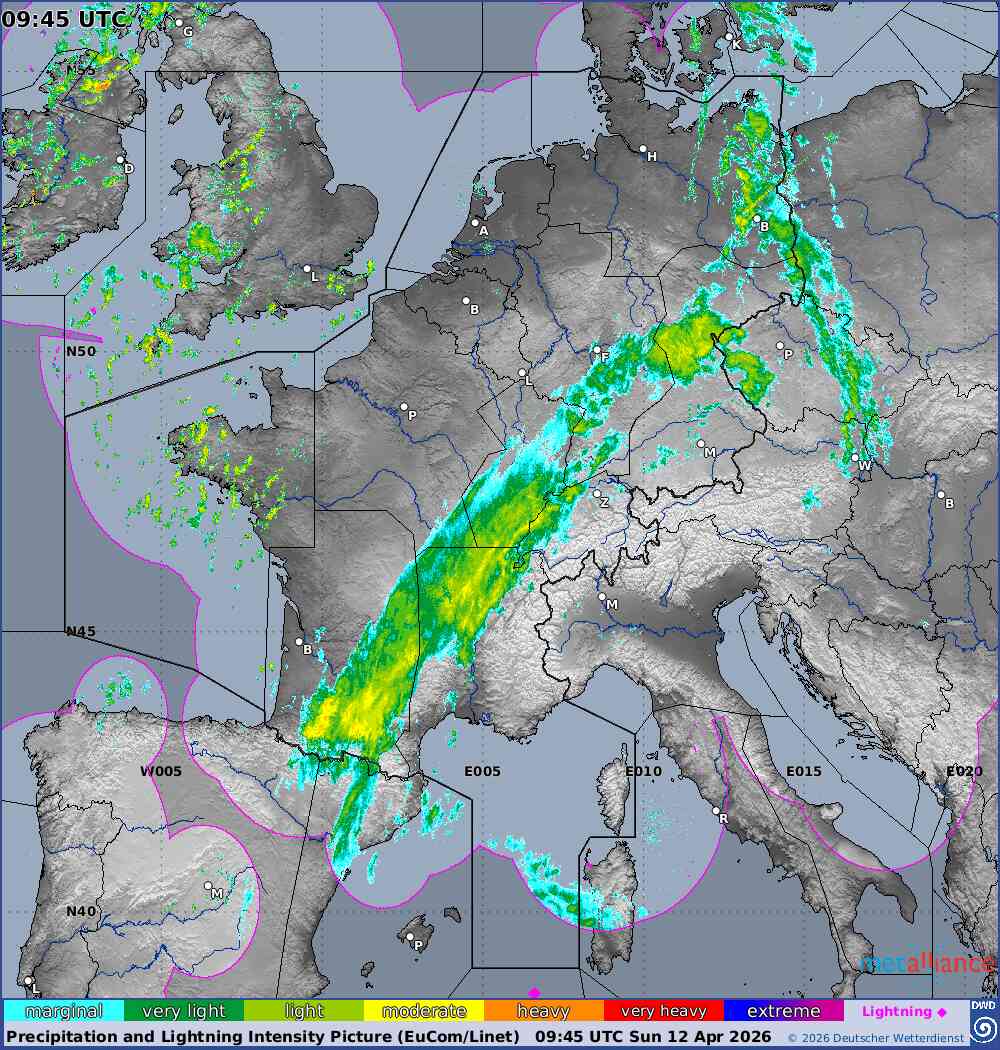 09:45 UTC
G
K
N55
D
H
A
B
L
B
N50
F
P
L
P
M
W
Z
B
M
N45
B
W005
E005
E010
E015
E020
R
M
N40
P
L
metalliance
marginal very light light moderate heavy very heavy extreme Lightning ◆ DWD
Precipitation and Lightning Intensity Picture (EuCom/Linet) 09:45 UTC Sun 12 Apr 2026 © 2026 Deutscher Wetterdienst